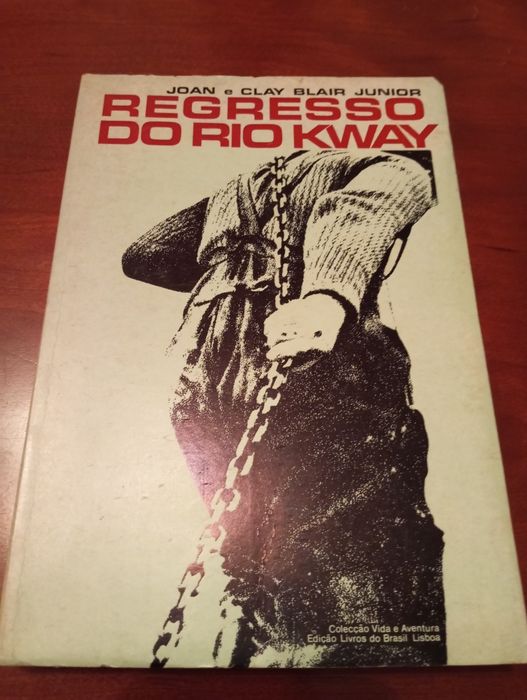 JOAN e CLAY BLAIR JUNIOR
REGRESSO
DO RIO KWAY
Colecção Vida e Aventura
Edição Livros do Brasil Lisboa